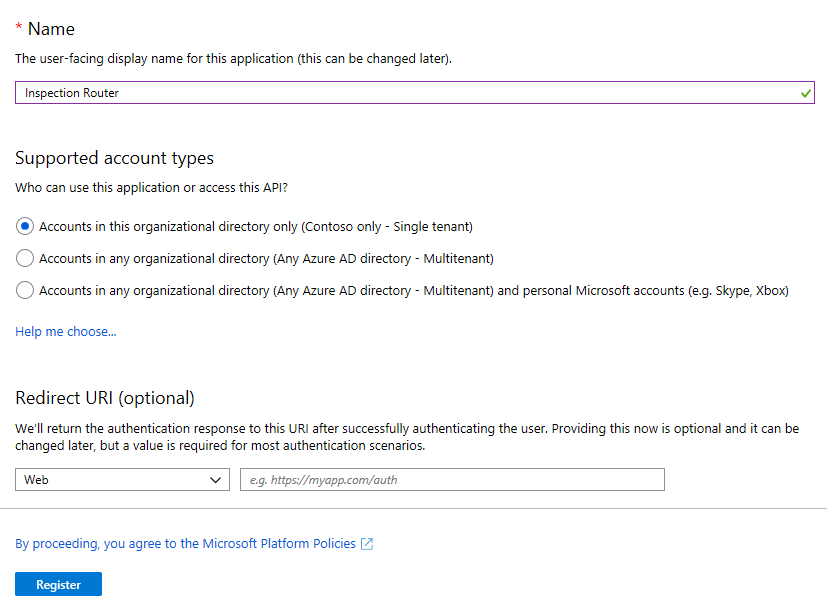 * Name
The user-facing display name for this application (this can be changed later).
Inspection Router
Supported account types
Who can use this application or access this API?
Accounts in this organizational directory only (Contoso only - Single tenant)
Accounts in any organizational directory (Any Azure AD directory - Multitenant)
Accounts in any organizational directory (Any Azure AD directory - Multitenant) and personal Microsoft accounts (e.g. Skype, Xbox)
Help me choose...
Redirect URI (optional)
We'll return the authentication response to this URI after successfully authenticating the user. Providing this now is optional and it can be
changed later, but a value is required for most authentication scenarios.
Web e.g. https://myapp.com/auth
By proceeding, you agree to the Microsoft Platform Policies
Register